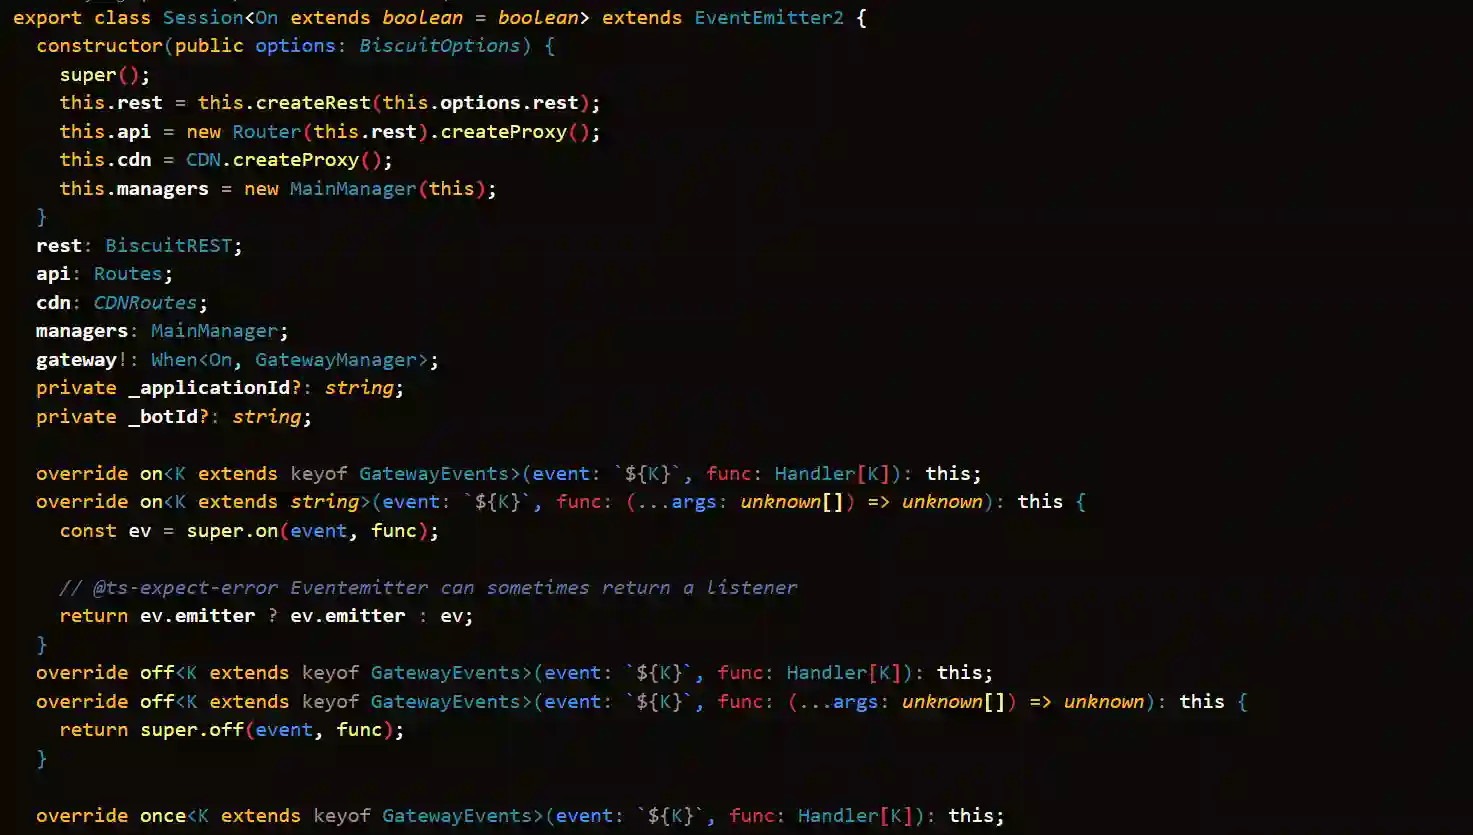 export class Session<On extends boolean = boolean> extends EventEmitter2 {
  constructor(public options: BiscuitOptions) {
    super();
    this.rest = this.createRest(this.options.rest);
    this.api = new Router(this.rest).createProxy();
    this.cdn = CDN.createProxy();
    this.managers = new MainManager(this);
  }
  rest: BiscuitREST;
  api: Routes;
  cdn: CDNRoutes;
  managers: MainManager;
  gateway!: When<On, GatewayManager>;
  private _applicationId?: string;
  private _botId?: string;

  override on<K extends keyof GatewayEvents>(event: `${K}`, func: Handler[K]): this;
  override on<K extends string>(event: `${K}`, func: (...args: unknown[]) => unknown): this {
    const ev = super.on(event, func);

    // @ts-expect-error Eventemitter can sometimes return a listener
    return ev.emitter ? ev.emitter : ev;
  }
  override off<K extends keyof GatewayEvents>(event: `${K}`, func: Handler[K]): this;
  override off<K extends keyof GatewayEvents>(event: `${K}`, func: (...args: unknown[]) => unknown): this {
    return super.off(event, func);
  }

  override once<K extends keyof GatewayEvents>(event: `${K}`, func: Handler[K]): this;